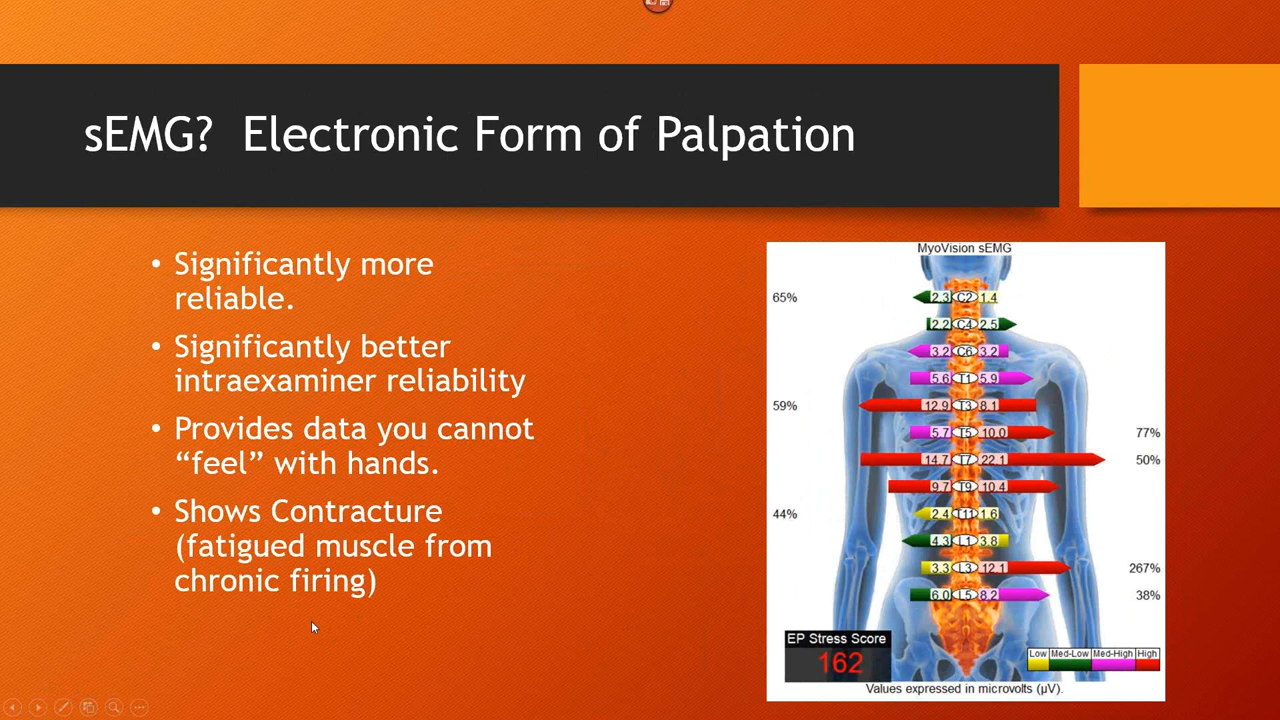 sEMG?  Electronic Form of Palpation
• Significantly more
reliable.
• Significantly better
intraexaminer reliability
• Provides data you cannot
“feel” with hands.
• Shows Contracture
(fatigued muscle from
chronic firing)
MyoVision sEMG
65% 2.3 C2 1.4
2.2 C4 2.5
3.2 C6 3.2
5.6 T1 5.9
59% 12.9 T3 8.1
5.7 T5 10.0 77%
14.7 T7 22.1 50%
9.7 T9 10.4
44% 2.4 T11 1.6
4.3 L1 3.8
3.3 L3 12.1 267%
6.0 L5 8.2 38%
EP Stress Score
162
Low Med-Low Med-High High
Values expressed in microvolts (µV).